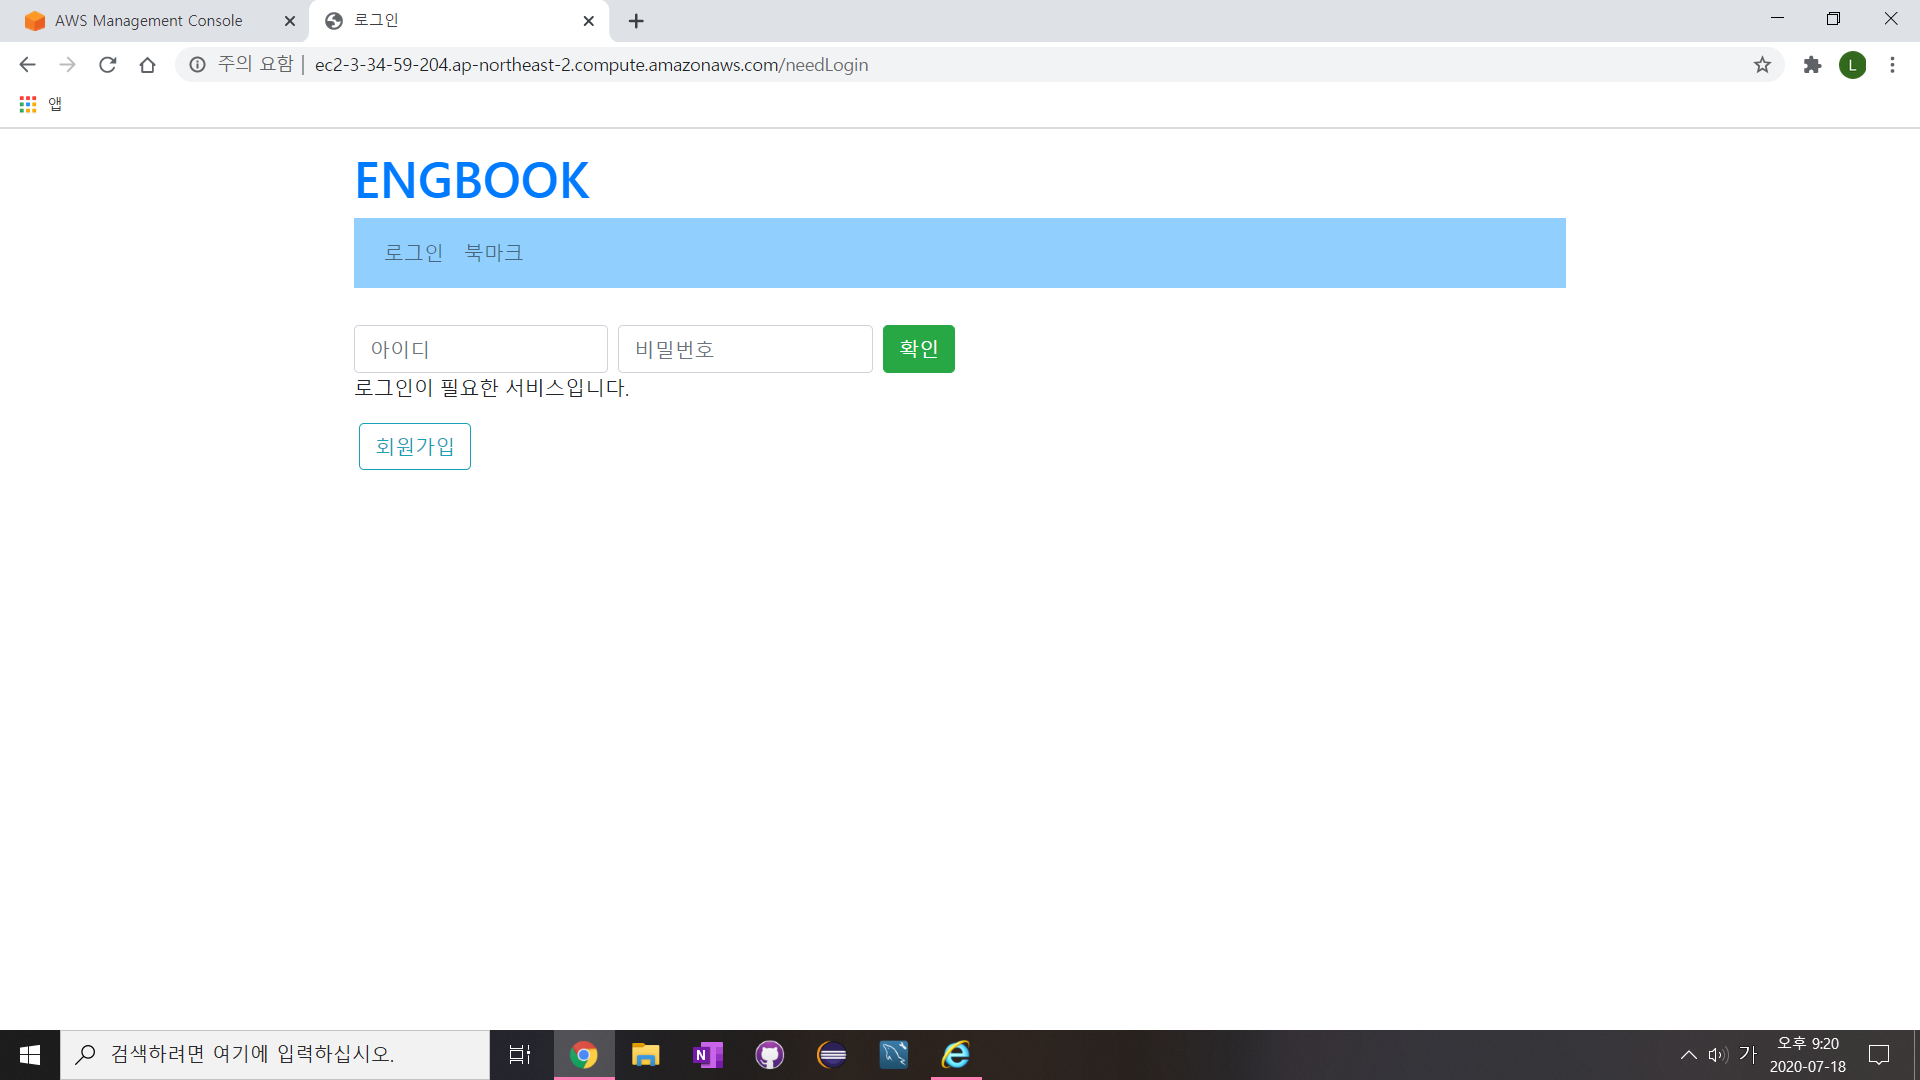 AWS Management Console
로그인
주의 요함 | ec2-3-34-59-204.ap-northeast-2.compute.amazonaws.com/needLogin
L
앱
ENGBOOK
로그인 북마크
아이디 비밀번호 확인
로그인이 필요한 서비스입니다.
회원가입
검색하려면 여기에 입력하십시오.
N
가
오후 9:20
2020-07-18